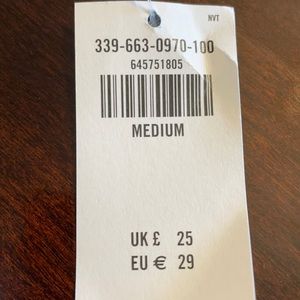 NVT
339-663-0970-100
645751805
MEDIUM
UK £ 25
EU € 29